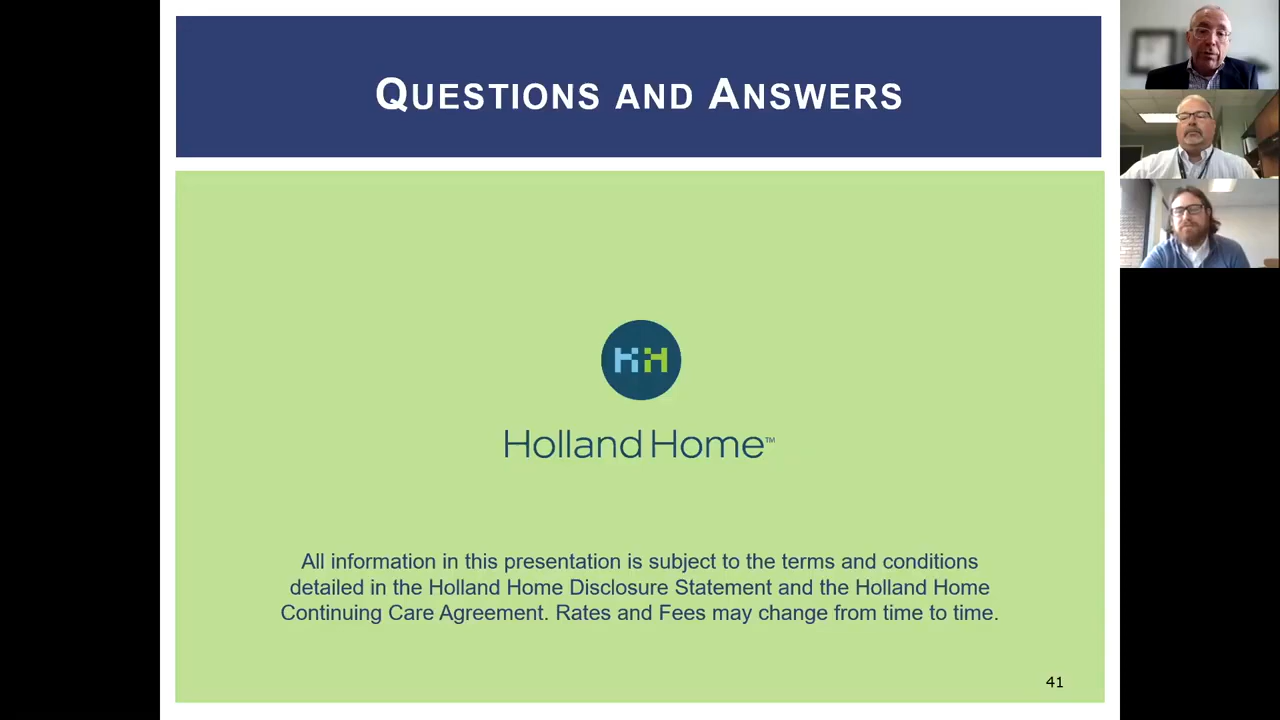 QUESTIONS AND ANSWERS
HH
Holland Home™
All information in this presentation is subject to the terms and conditions
detailed in the Holland Home Disclosure Statement and the Holland Home
Continuing Care Agreement. Rates and Fees may change from time to time.
41